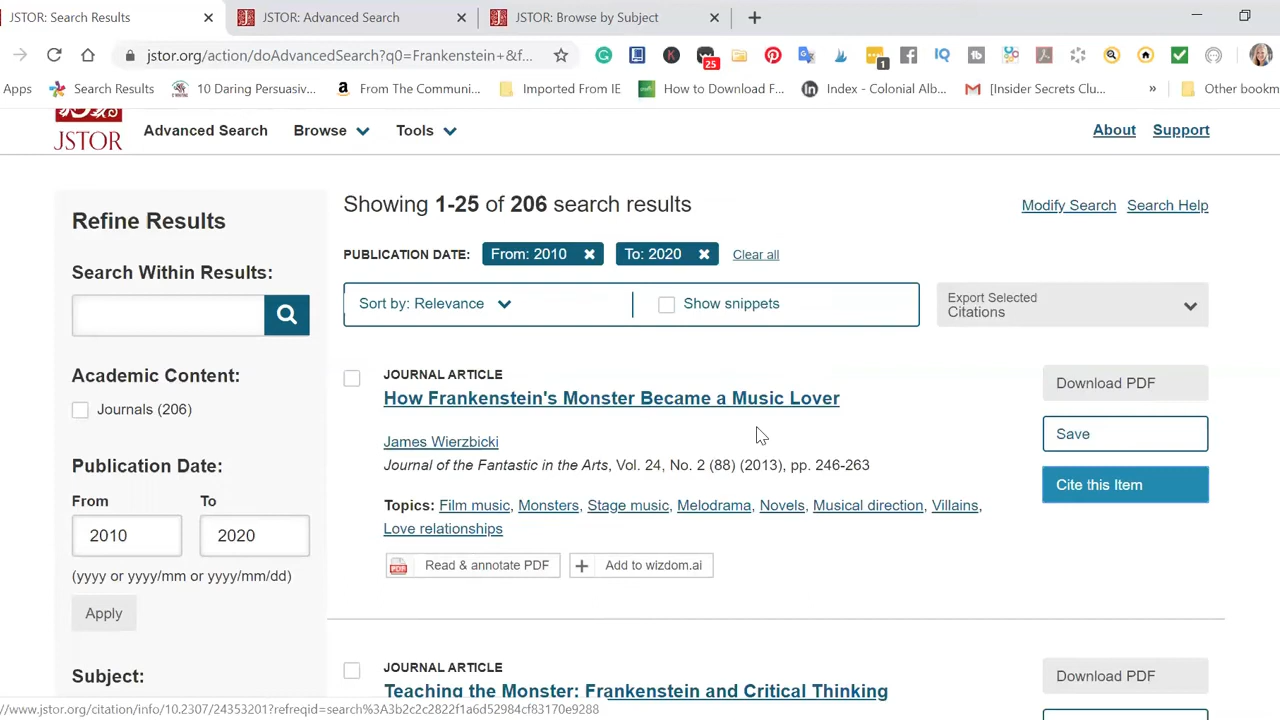 JSTOR: Search Results
JSTOR: Advanced Search
JSTOR: Browse by Subject
jstor.org/action/doAdvancedSearch?q0=Frankenstein+&f...
25
1
Apps
Search Results
10 Daring Persuasiv...
From The Communi...
Imported From IE
How to Download F...
Index - Colonial Alb...
[Insider Secrets Clu...
»
Other bookm
JSTOR
Advanced Search
Browse
Tools
About
Support
Refine Results
Search Within Results:
Academic Content:
Journals (206)
Publication Date:
From To
2010 2020
(yyyy or yyyy/mm or yyyy/mm/dd)
Apply
Subject:
Showing 1-25 of 206 search results
Modify Search
Search Help
PUBLICATION DATE: From: 2010 To: 2020 Clear all
Sort by: Relevance
Show snippets
Export Selected
Citations
JOURNAL ARTICLE
How Frankenstein's Monster Became a Music Lover
James Wierzbicki
Journal of the Fantastic in the Arts, Vol. 24, No. 2 (88) (2013), pp. 246-263
Topics: Film music, Monsters, Stage music, Melodrama, Novels, Musical direction, Villains,
Love relationships
Read & annotate PDF
Add to wizdom.ai
Download PDF
Save
Cite this Item
JOURNAL ARTICLE
Teaching the Monster: Frankenstein and Critical Thinking
Download PDF
//www.jstor.org/citation/info/10.2307/24353201?refreqid=search%3A3b2c2c2822f1a6d52984cf83170e9288